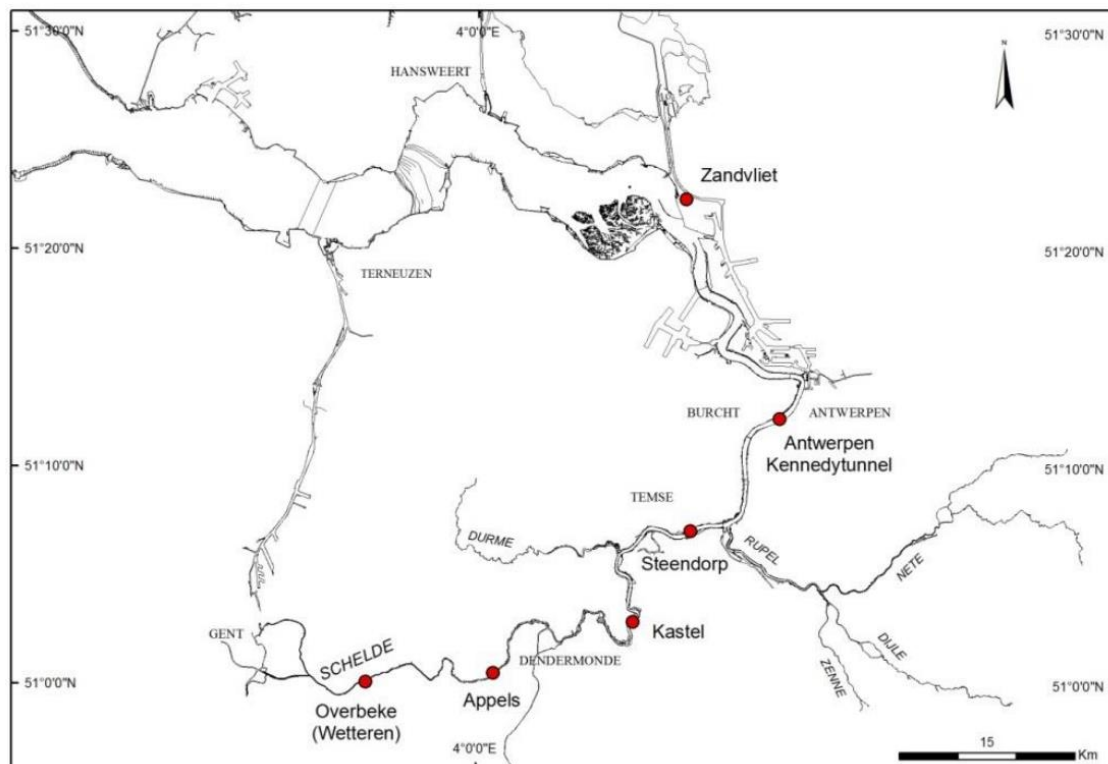 51°30'0"N
4°0'0"E
51°30'0"N
N
HANSWEERT
Zandvliet
51°20'0"N
51°20'0"N
TERNEUZEN
BURCHT
ANTWERPEN
Antwerpen
Kennedytunnel
51°10'0"N
51°10'0"N
TEMSE
DURME
Steendorp
RUPEL
NETE
Kastel
GENT
SCHELDE
DENDERMONDE
DIJLE
ZENNE
51°0'0"N
51°0'0"N
Appels
Overbeke
(Wetteren)
4°0'0"E
15
Km